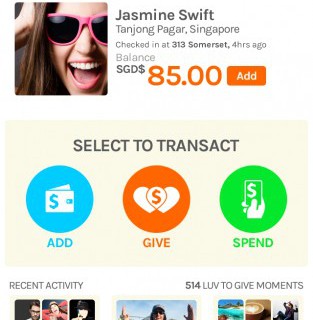 Jasmine Swift
Tanjong Pagar, Singapore
Checked in at 313 Somerset, 4hrs ago
Balance
SGD$ 85.00 Add
SELECT TO TRANSACT
$ $ $
ADD GIVE SPEND
RECENT ACTIVITY 514 LUV TO GIVE MOMENTS